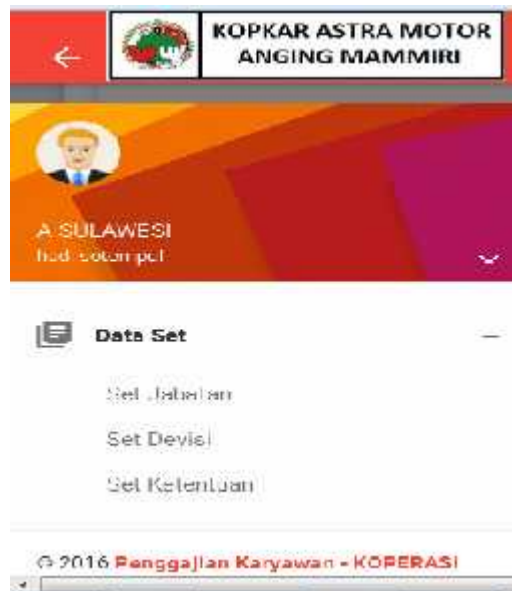 KOPKAR ASTRA MOTOR
ANGING MAMMIRI
A SULAWESI
Data Set
Set Jabatan
Set Devisi
Set Ketentuan
© 2016 Penggajian Karyawan - KOPERASI